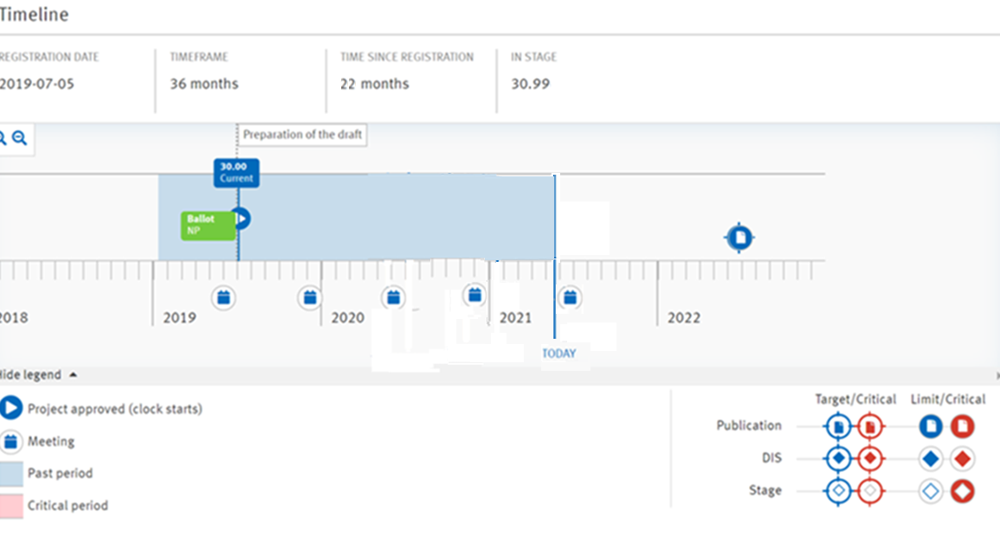 Timeline
REGISTRATION DATE TIMEFRAME TIME SINCE REGISTRATION IN STAGE
2019-07-05 36 months 22 months 30.99
Preparation of the draft
30.00
Current
Ballot
NP
2018 2019 2020 2021 2022
TODAY
Hide legend
Target/Critical Limit/Critical
Project approved (clock starts)
Publication
Meeting
DIS
Past period
Stage
Critical period